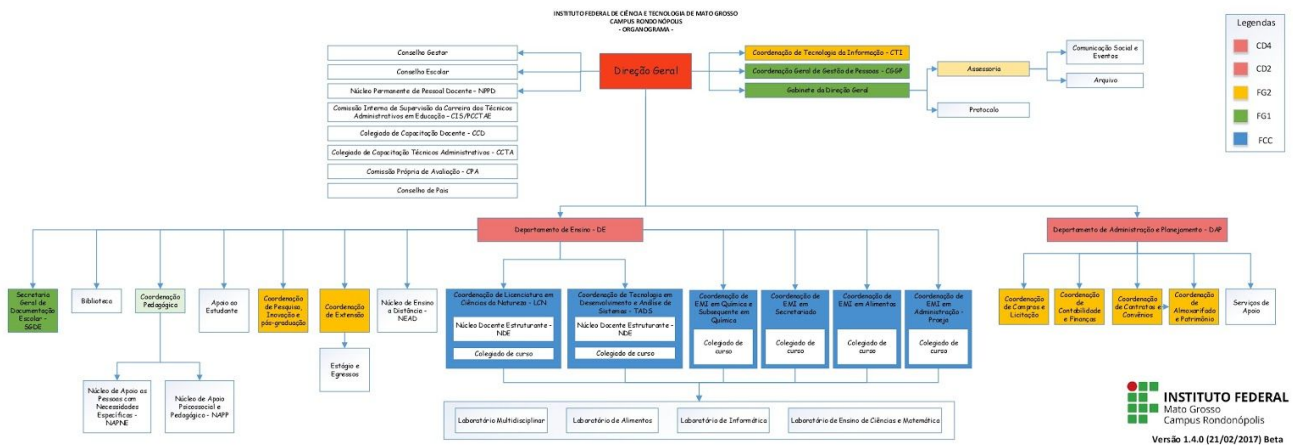 INSTITUTO FEDERAL DE CIÊNCIA E TECNOLOGIA DE MATO GROSSO
CAMPUS RONDONÓPOLIS
- ORGANOGRAMA -
Legendas
CD4
CD2
FG2
FG1
FCC
Direção Geral
Conselho Gestor
Conselho Escolar
Núcleo Permanente de Pessoal Docente - NPPD
Comissão Interna de Supervisão da Carreira dos Técnicos
Administrativos em Educação - CIS/PCCTAE
Colegiado de Capacitação Docente - CCD
Colegiado de Capacitação Técnicos Administrativos - CCTA
Comissão Própria de Avaliação - CPA
Conselho de Pais
Coordenação de Tecnologia da Informação - CTI
Coordenação Geral de Gestão de Pessoas - CGGP
Gabinete da Direção Geral
Assessoria
Protocolo
Comunicação Social e
Eventos
Arquivo
Departamento de Ensino - DE
Departamento de Administração e Planejamento - DAP
Secretaria
Geral de
Documentação
Escolar -
SGDE
Biblioteca
Coordenação
Pedagógica
Apoio ao
Estudante
Coordenação
de Pesquisa,
Inovação e
pós-graduação
Coordenação
de Extensão
Núcleo de Ensino
a Distância -
NEAD
Coordenação de Licenciatura em
Ciências da Natureza - LCN
Núcleo Docente Estruturante -
NDE
Colegiado de curso
Coordenação de Tecnologia em
Desenvolvimento e Análise de
Sistemas - TADS
Núcleo Docente Estruturante -
NDE
Colegiado de curso
Coordenação de
EMI em Química e
Subsequente em
Química
Colegiado de
curso
Coordenação de
EMI em
Secretariado
Colegiado de
curso
Coordenação de
EMI em Alimentos
Colegiado de
curso
Coordenação de
EMI em
Administração -
Proeja
Colegiado de
curso
Coordenação
de Compras e
Licitação
Coordenação
de
Contabilidade
e Finanças
Coordenação
de Contratos e
Convênios
Coordenação
de
Almoxarifado
e Patrimônio
Serviços de
Apoio
Estágio e
Egressos
Núcleo de Apoio as
Pessoas com
Necessidades
Específicas -
NAPNE
Núcleo de Apoio
Psicossocial e
Pedagógico - NAPP
Laboratório Multidisciplinar
Laboratório de Alimentos
Laboratório de Informática
Laboratório de Ensino de Ciências e Matemática
INSTITUTO FEDERAL
Mato Grosso
Campus Rondonópolis
Versão 1.4.0 (21/02/2017) Beta